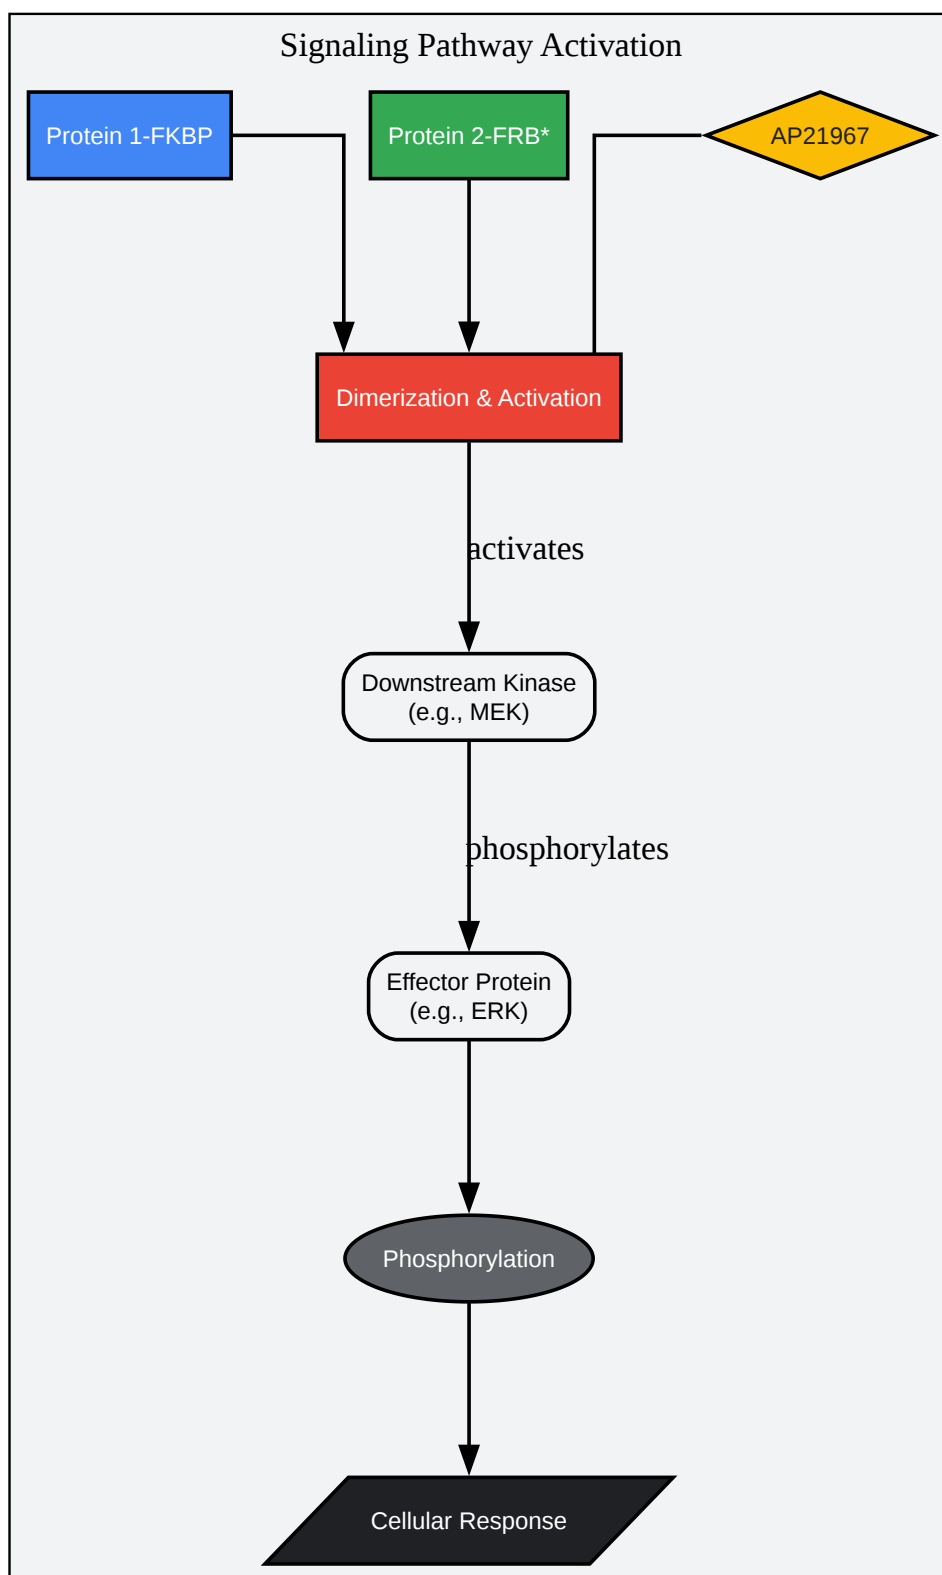 Signaling Pathway Activation
Protein 1-FKBP
Protein 2-FRB*
AP21967
Dimerization & Activation
activates
Downstream Kinase
(e.g., MEK)
phosphorylates
Effector Protein
(e.g., ERK)
Phosphorylation
Cellular Response